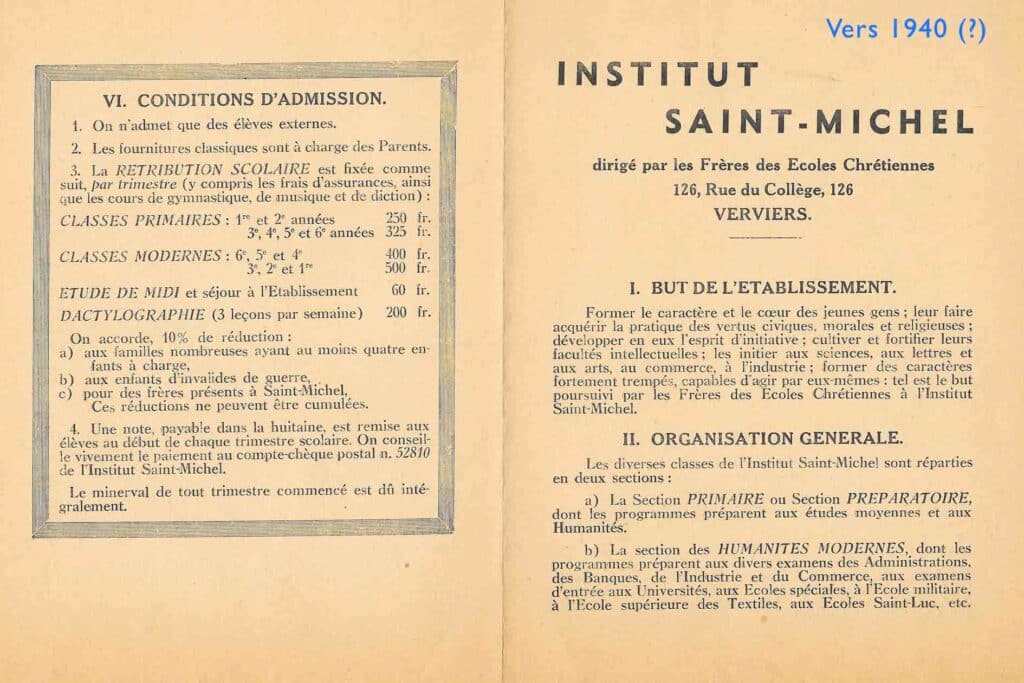 VI. CONDITIONS D'ADMISSION.
1. On n'admet que des élèves externes.
2. Les fournitures classiques sont à charge des Parents.
3. La RETRIBUTION SCOLAIRE est fixée comme
suit, par trimestre (y compris les frais d'assurances, ainsi
que les cours de gymnastique, de musique et de diction) :
CLASSES PRIMAIRES : 1re et 2e années 250 fr.
3e, 4e, 5e et 6e années 325 fr.
CLASSES MODERNES : 6e, 5e et 4e 400 fr.
3e, 2e et 1re 500 fr.
ETUDE DE MIDI et séjour à l'Etablissement 60 fr.
DACTYLOGRAPHIE (3 leçons par semaine) 200 fr.
On accorde, 10% de réduction :
a) aux familles nombreuses ayant au moins quatre en-
fants à charge,
b) aux enfants d'invalides de guerre,
c) pour des frères présents à Saint-Michel,
Ces réductions ne peuvent être cumulées.
4. Une note, payable dans la huitaine, est remise aux
élèves au début de chaque trimestre scolaire. On conseil-
le vivement le paiement au compte-chèque postal n. 52810
de l'Institut Saint-Michel.
Le minerval de tout trimestre commencé est dû inté-
gralement.
Vers 1940 (?)
INSTITUT
SAINT-MICHEL
dirigé par les Frères des Ecoles Chrétiennes
126, Rue du Collège, 126
VERVIERS.
I. BUT DE L'ETABLISSEMENT.
Former le caractère et le cœur des jeunes gens ; leur faire
acquérir la pratique des vertus civiques, morales et religieuses ;
développer en eux l'esprit d'initiative ; cultiver et fortifier leurs
facultés intellectuelles ; les initier aux sciences, aux lettres et
aux arts, au commerce, à l'industrie ; former des caractères
fortement trempés, capables d'agir par eux-mêmes : tel est le but
poursuivi par les Frères des Ecoles Chrétiennes à l'Institut
Saint-Michel.
II. ORGANISATION GENERALE.
Les diverses classes de l'Institut Saint-Michel sont réparties
en deux sections :
a) La Section PRIMAIRE ou Section PREPARATOIRE,
dont les programmes préparent aux études moyennes et aux
Humanités.
b) La section des HUMANITES MODERNES, dont les
programmes préparent aux divers examens des Administrations,
des Banques, de l'Industrie et du Commerce, aux examens
d'entrée aux Universités, aux Ecoles spéciales, à l'Ecole militaire,
à l'Ecole supérieure des Textiles, aux Ecoles Saint-Luc, etc.